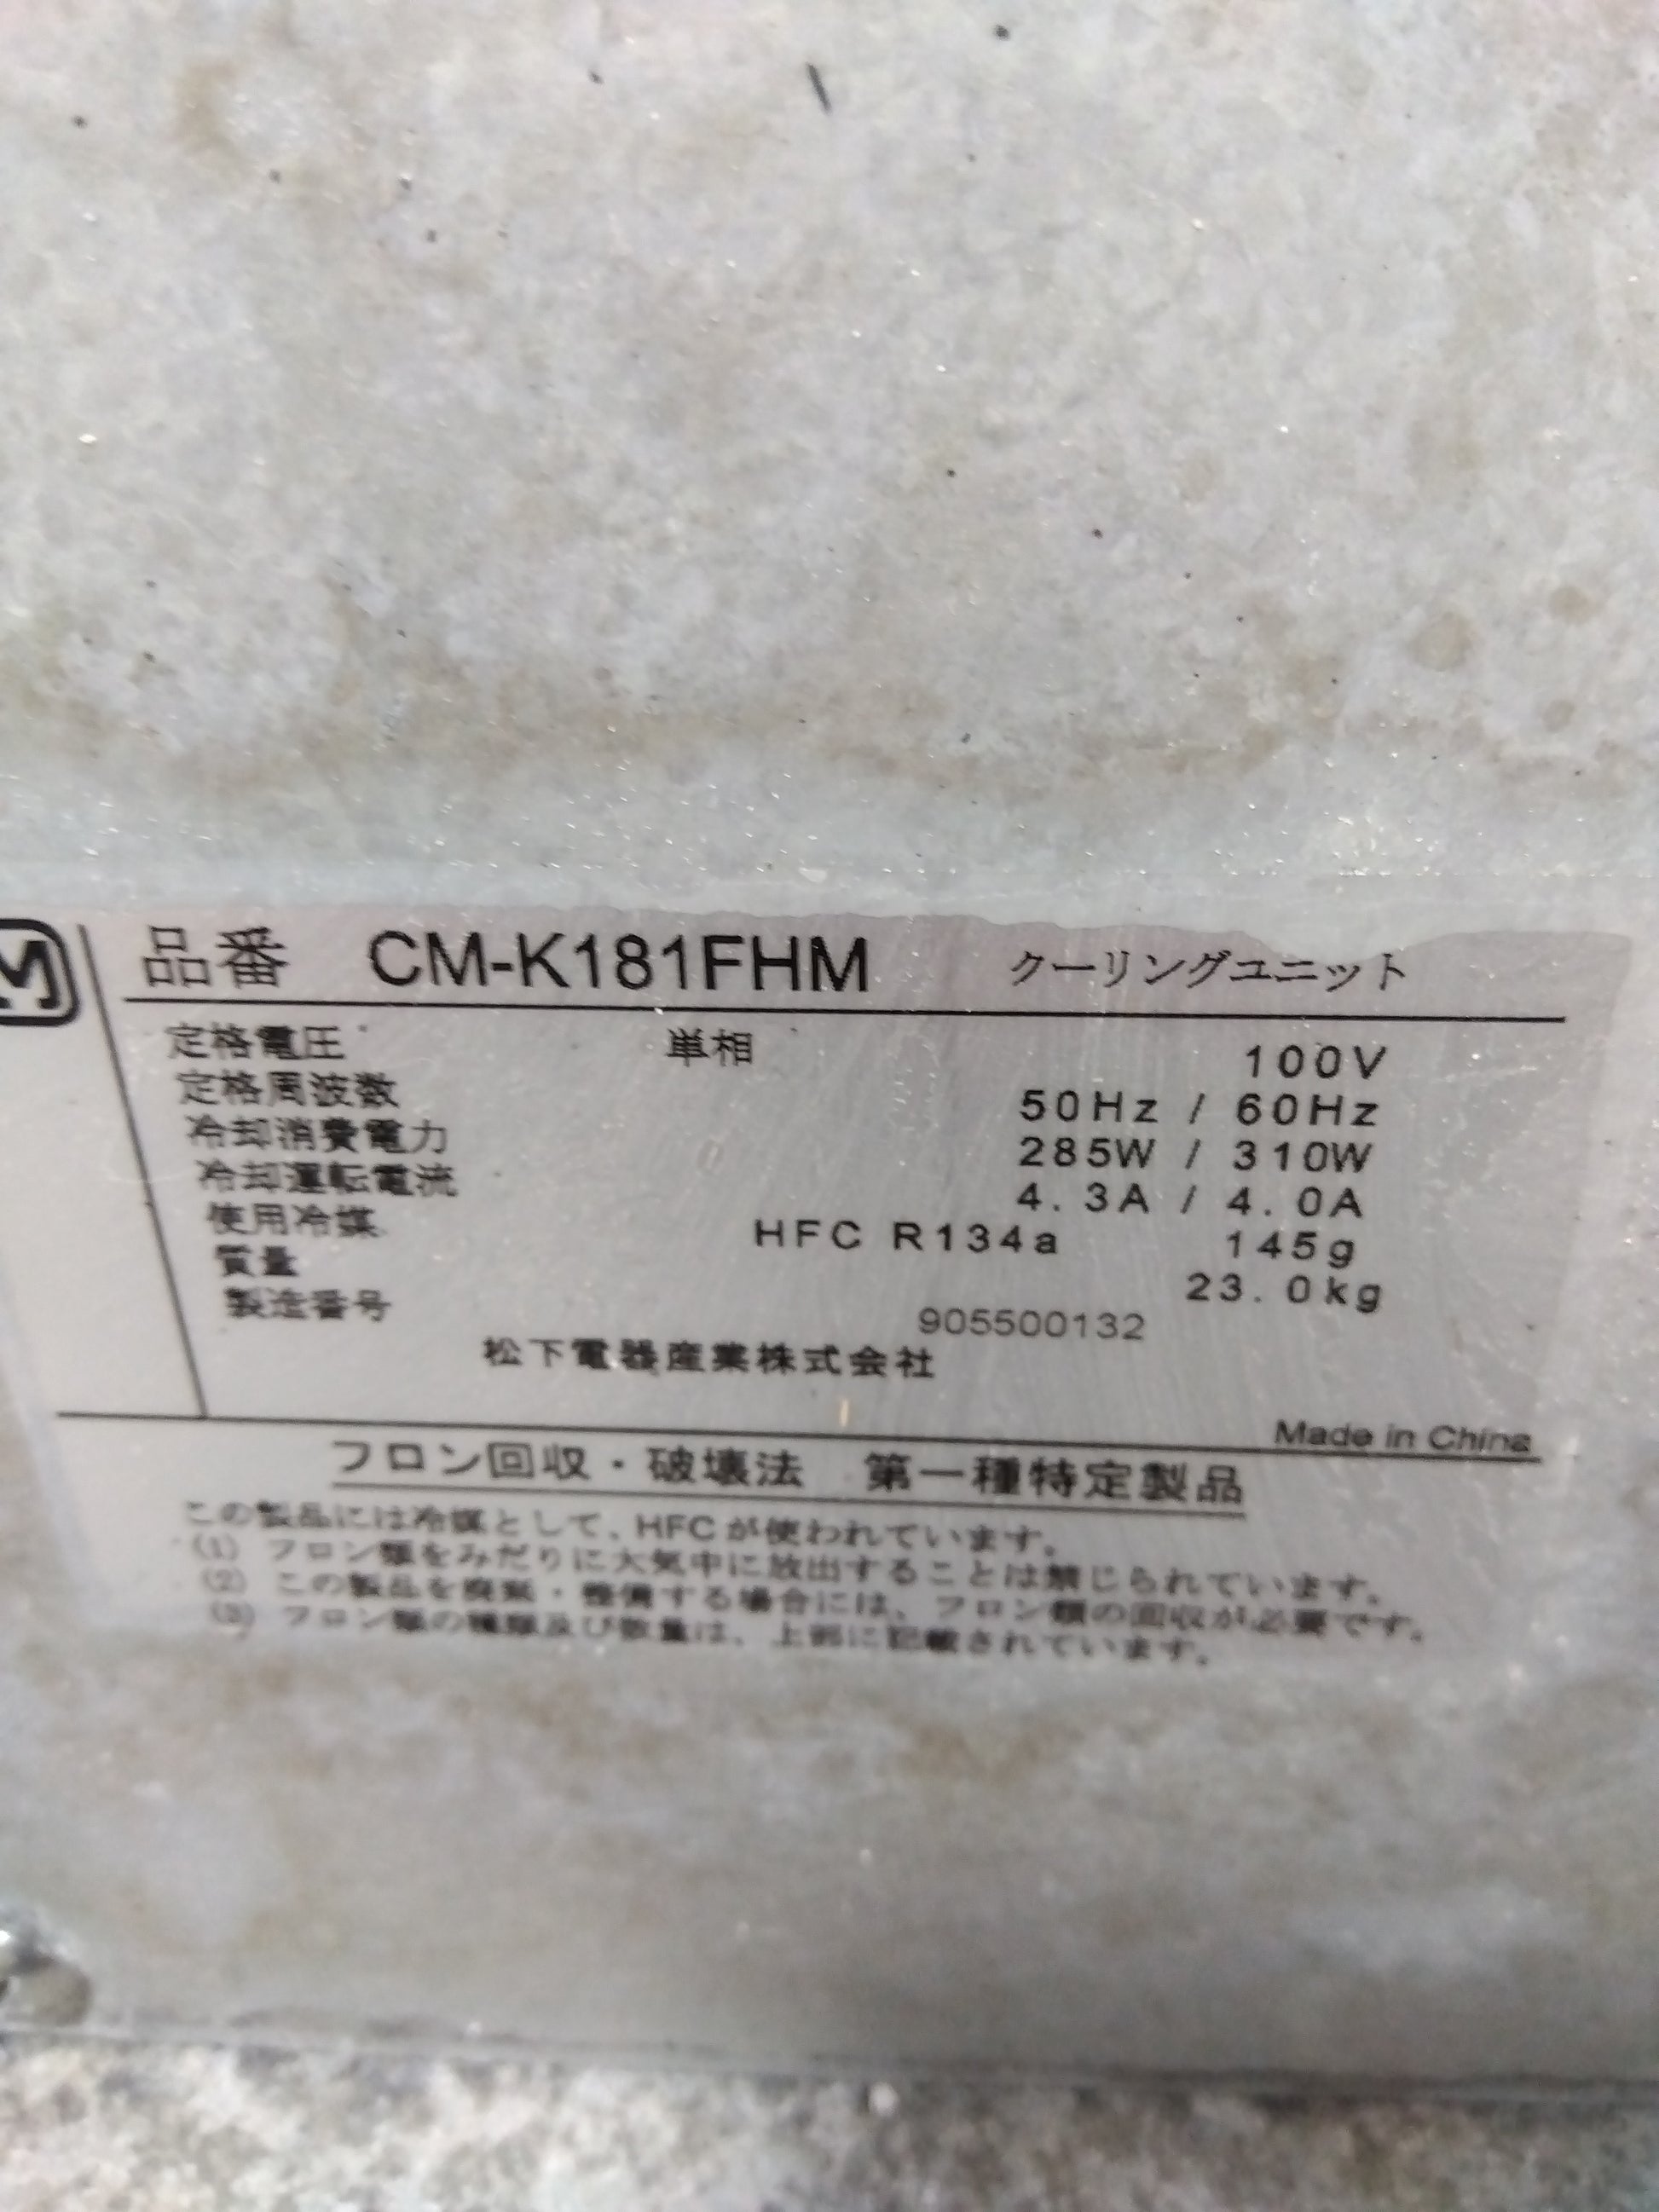 品番 CM-K181FHM クーリングユニット
定格電圧 単相 100V
定格周波数 50Hz / 60Hz
冷却消費電力 285W / 310W
冷却運転電流 4.3A / 4.0A
使用冷媒 HFC R134a 145g
質量 23.0kg
製造番号 905500132
松下電器産業株式会社
Made in China
フロン回収・破壊法 第一種特定製品
この製品には冷媒として、HFCが使われています。
(1) フロン類をみだりに大気中に放出することは禁じられています。
(2) この製品を廃棄・整備する場合には、フロン類の回収が必要です。
(3) フロン類の種類及び数量は、上部に記載されています。